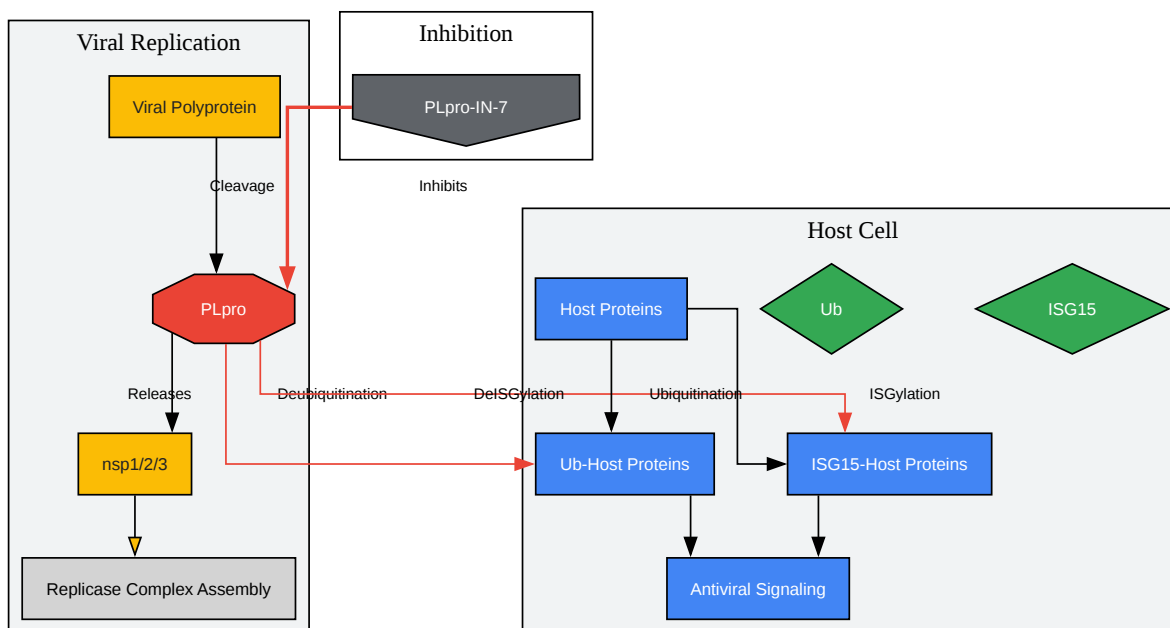 Viral Replication
Inhibition
Viral Polyprotein
PLpro-IN-7
Cleavage
Inhibits
Host Cell
PLpro
Host Proteins
Ub
ISG15
Releases
Deubiquitination
DeISGylation
Ubiquitination
ISGylation
nsp1/2/3
Ub-Host Proteins
ISG15-Host Proteins
Replicase Complex Assembly
Antiviral Signaling